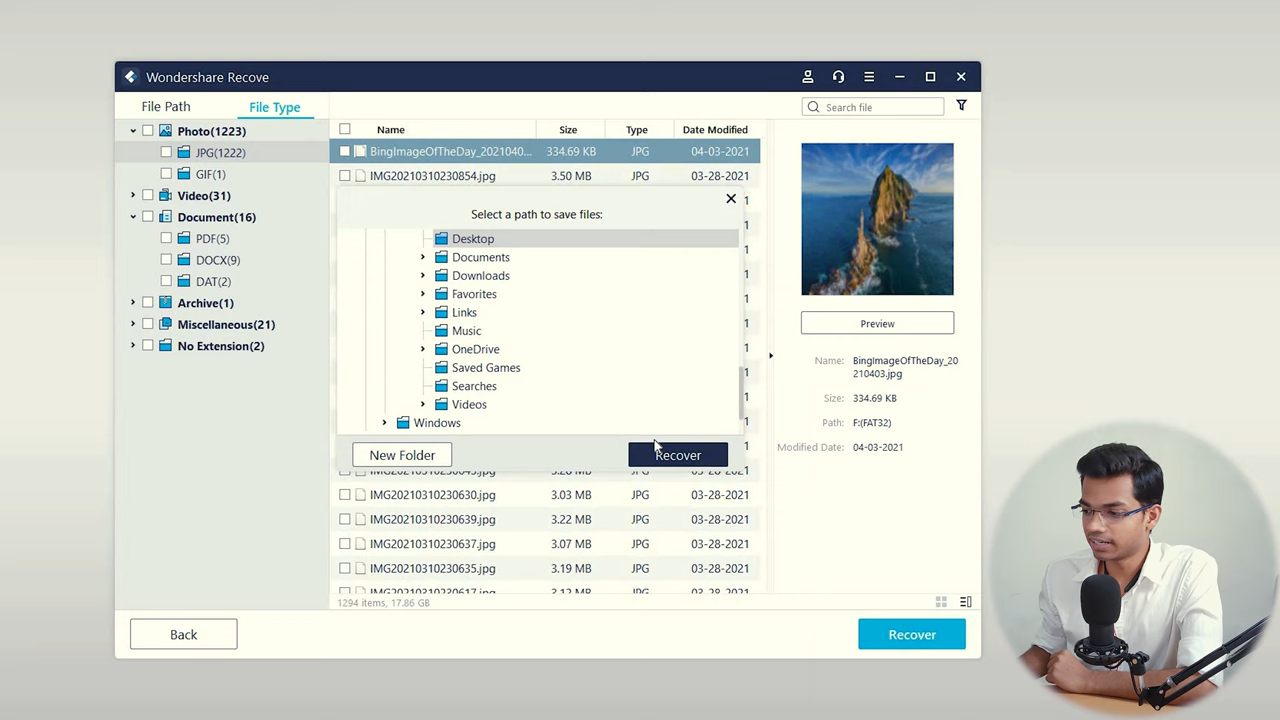 Wondershare Recove
File Path
File Type
Search file
Photo(1223)
JPG(1222)
GIF(1)
Video(31)
Document(16)
PDF(5)
DOCX(9)
DAT(2)
Archive(1)
Miscellaneous(21)
No Extension(2)
Name Size Type Date Modified
BingImageOfTheDay_2021040... 334.69 KB JPG 04-03-2021
IMG20210310230854.jpg 3.50 MB JPG 03-28-2021
Select a path to save files:
Desktop
Documents
Downloads
Favorites
Links
Music
OneDrive
Saved Games
Searches
Videos
Windows
New Folder
Recover
IMG20210310230630.jpg 3.03 MB JPG 03-28-2021
IMG20210310230639.jpg 3.22 MB JPG 03-28-2021
IMG20210310230637.jpg 3.07 MB JPG 03-28-2021
IMG20210310230635.jpg 3.19 MB JPG 03-28-2021
1294 items, 17.86 GB
Preview
Name: BingImageOfTheDay_20
210403.jpg
Size: 334.69 KB
Path: F:(FAT32)
Modified Date: 04-03-2021
Back
Recover